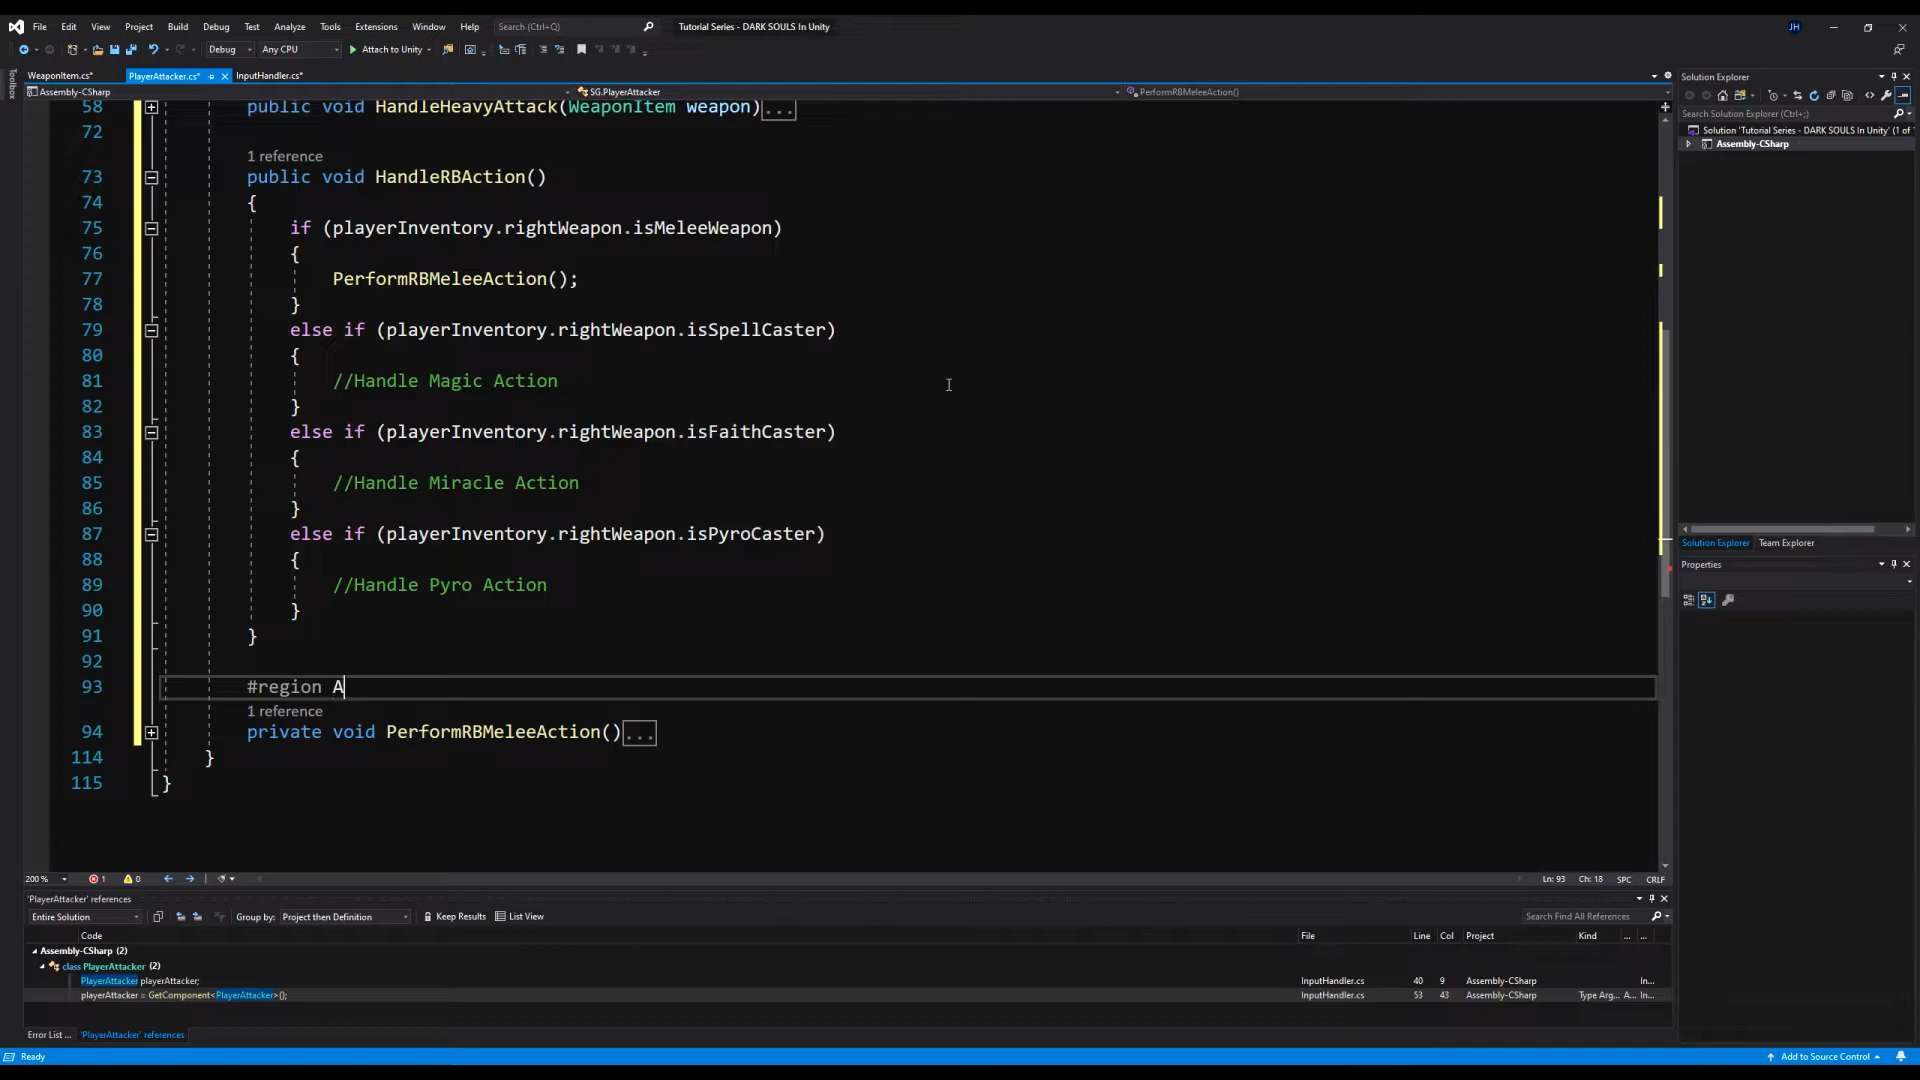 File Edit View Project Build Debug Test Analyze Tools Extensions Window Help Search (Ctrl+Q) Tutorial Series - DARK SOULS In Unity JH
Debug Any CPU Attach to Unity
Toolbox
WeaponItem.cs* PlayerAttacker.cs* InputHandler.cs*
Assembly-CSharp SG.PlayerAttacker PerformRBMeleeAction()
58 public void HandleHeavyAttack(WeaponItem weapon)...
72
1 reference
73 public void HandleRBAction()
74 {
75 if (playerInventory.rightWeapon.isMeleeWeapon)
76 {
77 PerformRBMeleeAction();
78 }
79 else if (playerInventory.rightWeapon.isSpellCaster)
80 {
81 //Handle Magic Action
82 }
83 else if (playerInventory.rightWeapon.isFaithCaster)
84 {
85 //Handle Miracle Action
86 }
87 else if (playerInventory.rightWeapon.isPyroCaster)
88 {
89 //Handle Pyro Action
90 }
91 }
92
93 #region A
1 reference
94 private void PerformRBMeleeAction()...
114 }
115 }
200 % 1 0 Ln: 93 Ch: 18 SPC CRLF
'PlayerAttacker' references
Entire Solution Group by: Project then Definition Keep Results List View Search Find All References
Code File Line Col Project Kind ... ...
Assembly-CSharp (2)
class PlayerAttacker (2)
PlayerAttacker playerAttacker; InputHandler.cs 40 9 Assembly-CSharp In...
playerAttacker = GetComponent<PlayerAttacker>(); InputHandler.cs 53 43 Assembly-CSharp Type Arg... A... In...
Error List ... 'PlayerAttacker' references
Ready Add to Source Control
Solution Explorer
Search Solution Explorer (Ctrl+;)
Solution 'Tutorial Series - DARK SOULS In Unity' (1 of
Assembly-CSharp
Solution Explorer Team Explorer
Properties